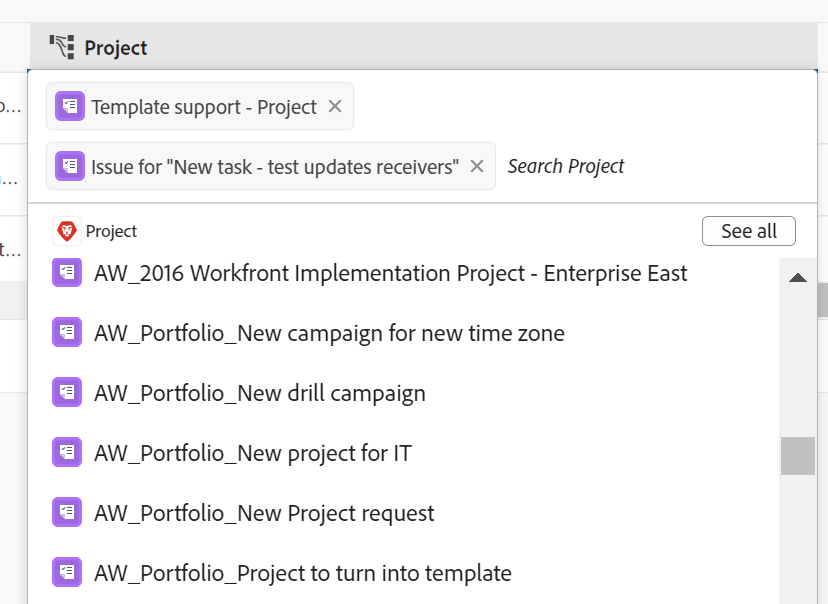 Project
Template support - Project
Issue for "New task - test updates receivers" Search Project
Project See all
AW_2016 Workfront Implementation Project - Enterprise East
AW_Portfolio_New campaign for new time zone
AW_Portfolio_New drill campaign
AW_Portfolio_New project for IT
AW_Portfolio_New Project request
AW_Portfolio_Project to turn into template